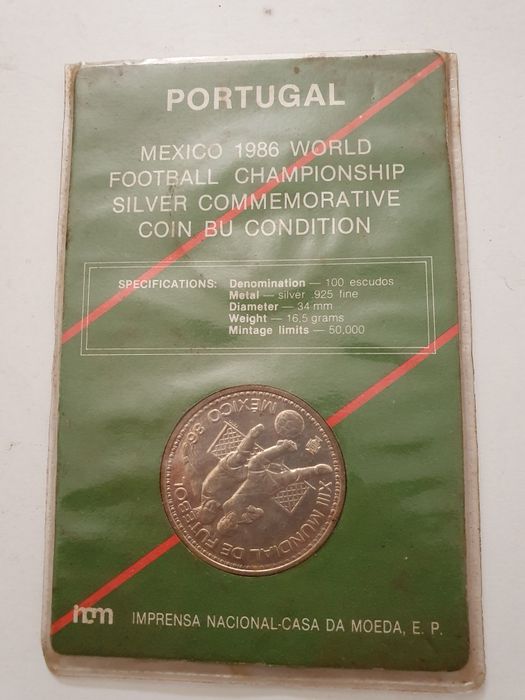 PORTUGAL
MEXICO 1986 WORLD
FOOTBALL CHAMPIONSHIP
SILVER COMMEMORATIVE
COIN BU CONDITION
SPECIFICATIONS: Denomination — 100 escudos
Metal — silver .925 fine
Diameter — 34 mm
Weight — 16,5 grams
Mintage limits — 50,000
XIII MUNDIAL DE FUTEBOL
MÉXICO 86
incm IMPRENSA NACIONAL-CASA DA MOEDA, E. P.